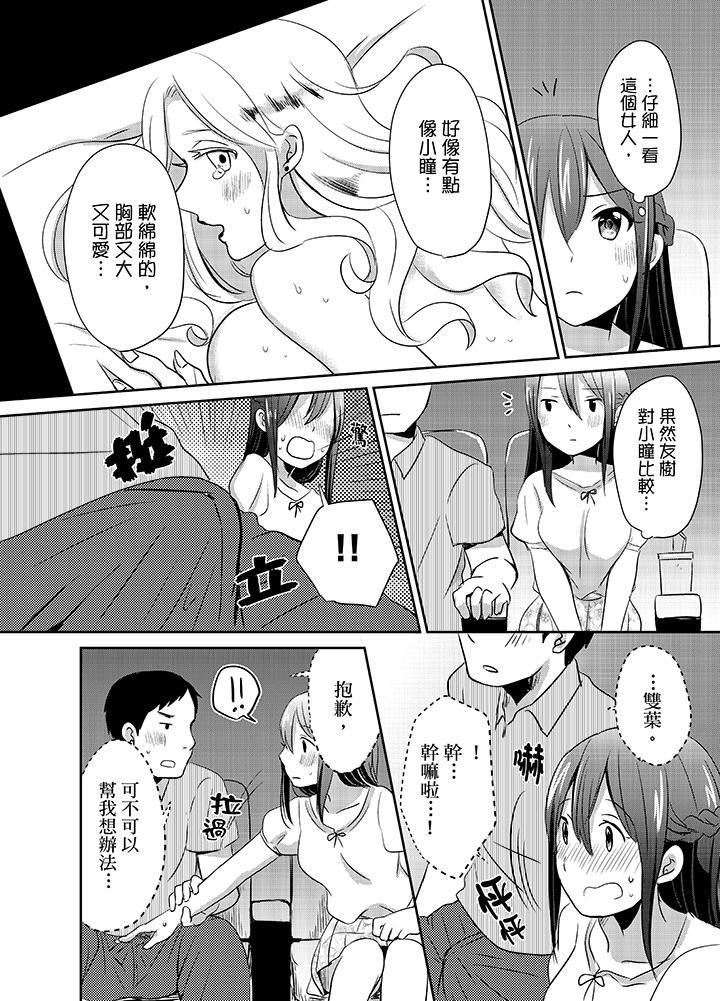 …仔細一看
這個女人，
好像有點
像小瞳…
軟綿綿的，
胸部又大
又可愛…
果然友樹
對小瞳比較…
驚
!!
挺
立
…雙葉。
嚇
！
幹…
幹嘛啦…！
拉
拉
抱歉，
!!
拉過
可不可以
幫我想辦法…